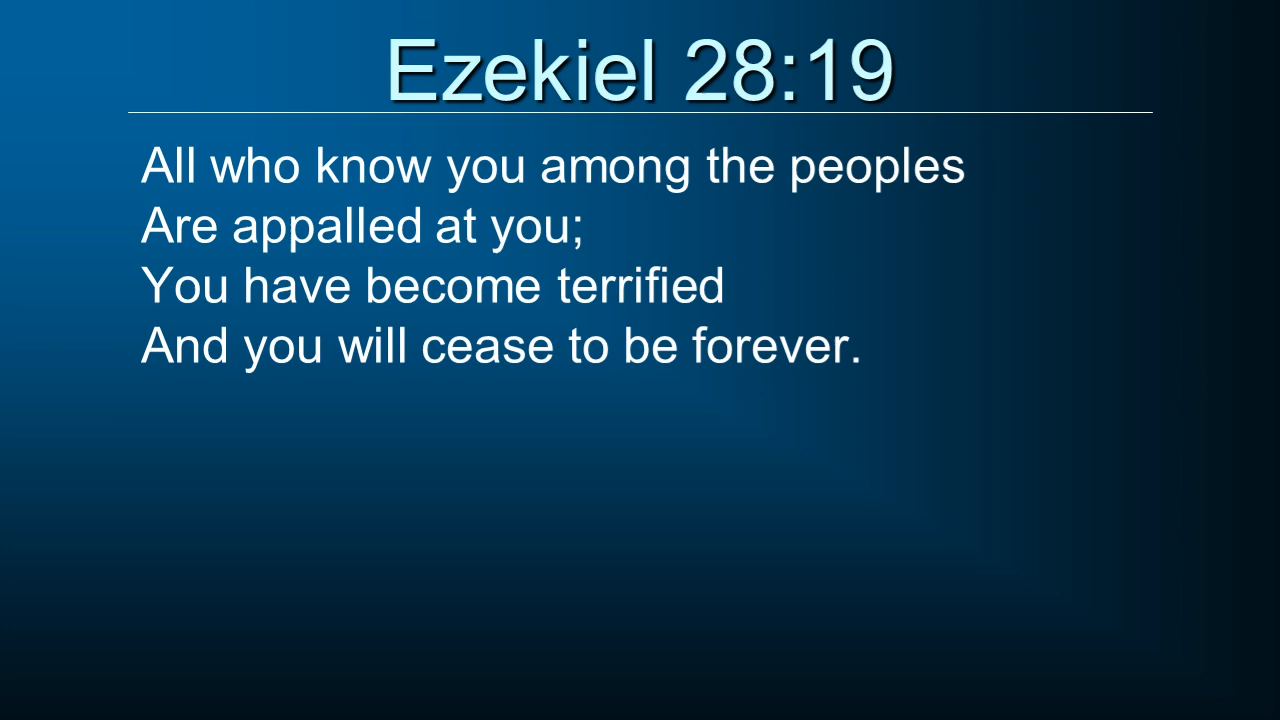 Ezekiel 28:19
All who know you among the peoples
Are appalled at you;
You have become terrified
And you will cease to be forever.